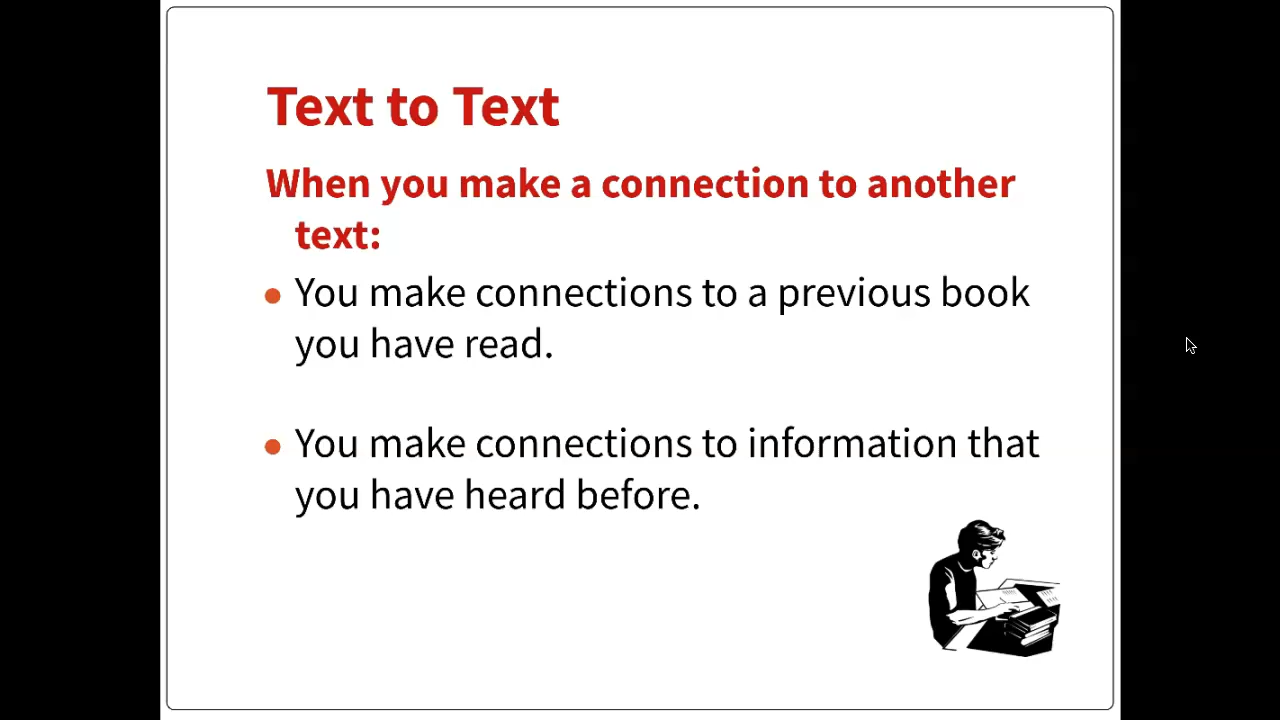 Text to Text
When you make a connection to another
text:
• You make connections to a previous book
you have read.
• You make connections to information that
you have heard before.